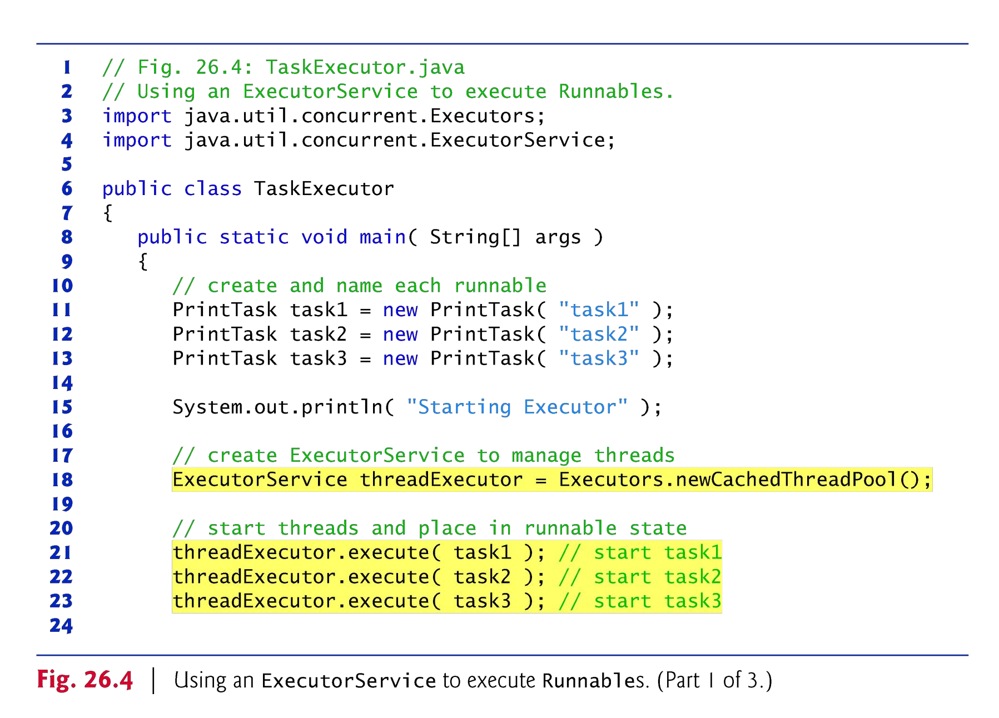 1 // Fig. 26.4: TaskExecutor.java
2 // Using an ExecutorService to execute Runnables.
3 import java.util.concurrent.Executors;
4 import java.util.concurrent.ExecutorService;
5
6 public class TaskExecutor
7 {
8    public static void main( String[] args )
9    {
10       // create and name each runnable
11       PrintTask task1 = new PrintTask( "task1" );
12       PrintTask task2 = new PrintTask( "task2" );
13       PrintTask task3 = new PrintTask( "task3" );
14
15       System.out.println( "Starting Executor" );
16
17       // create ExecutorService to manage threads
18       ExecutorService threadExecutor = Executors.newCachedThreadPool();
19
20       // start threads and place in runnable state
21       threadExecutor.execute( task1 ); // start task1
22       threadExecutor.execute( task2 ); // start task2
23       threadExecutor.execute( task3 ); // start task3
24
Fig. 26.4 | Using an ExecutorService to execute Runnables. (Part 1 of 3.)